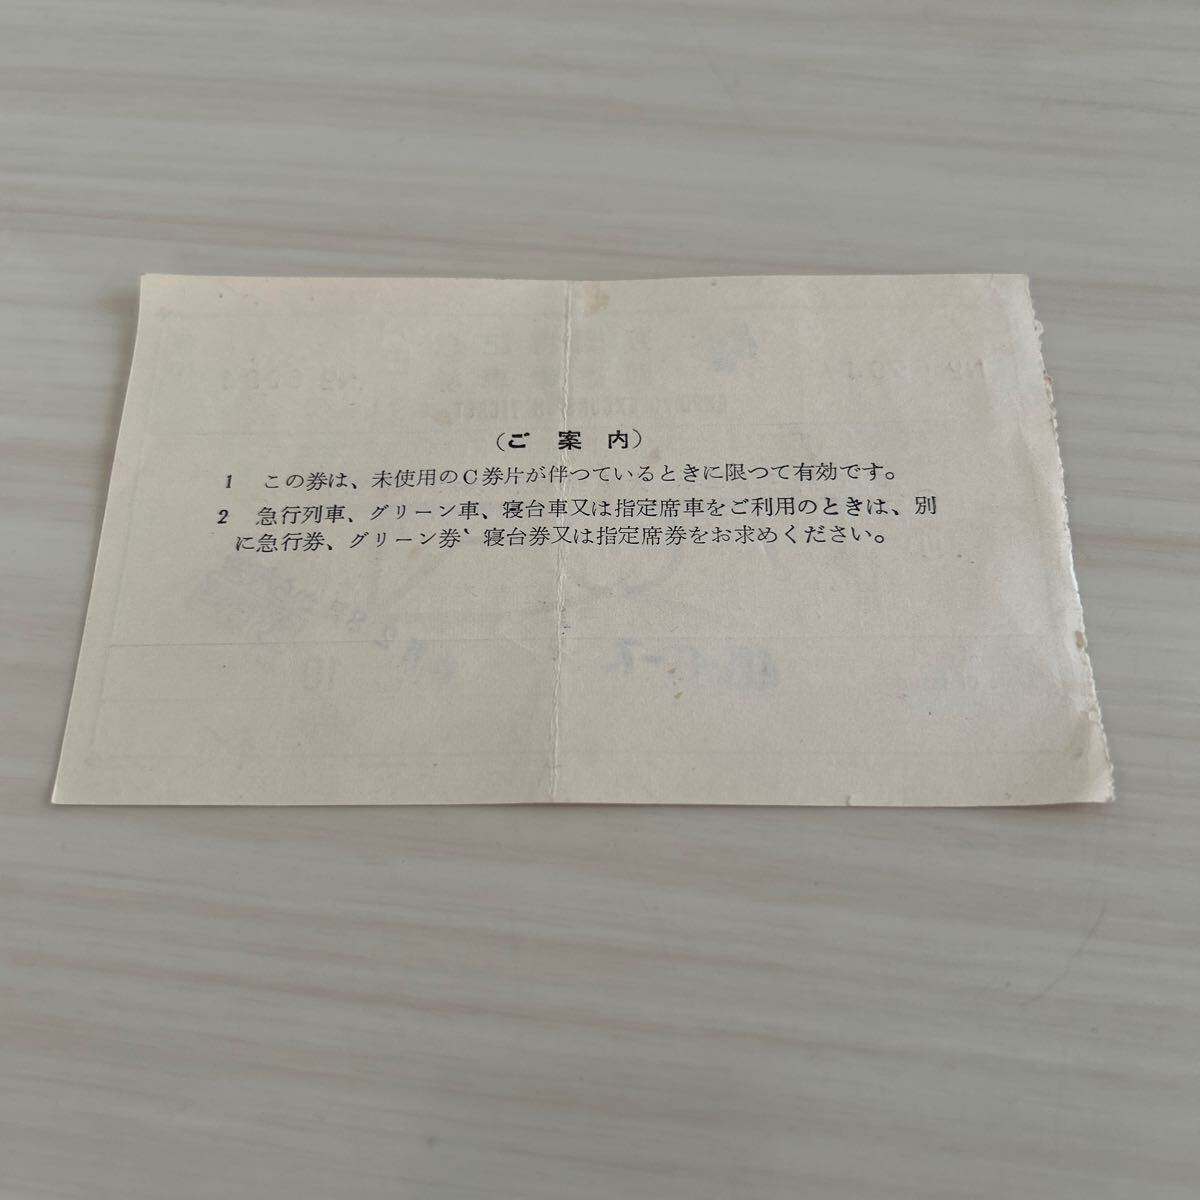 (ご案内)
1 この券は、未使用のC券片が伴つているときに限つて有効です。
2 急行列車、グリーン車、寝台車又は指定席車をご利用のときは、別
に急行券、グリーン券、寝台券又は指定席券をお求めください。